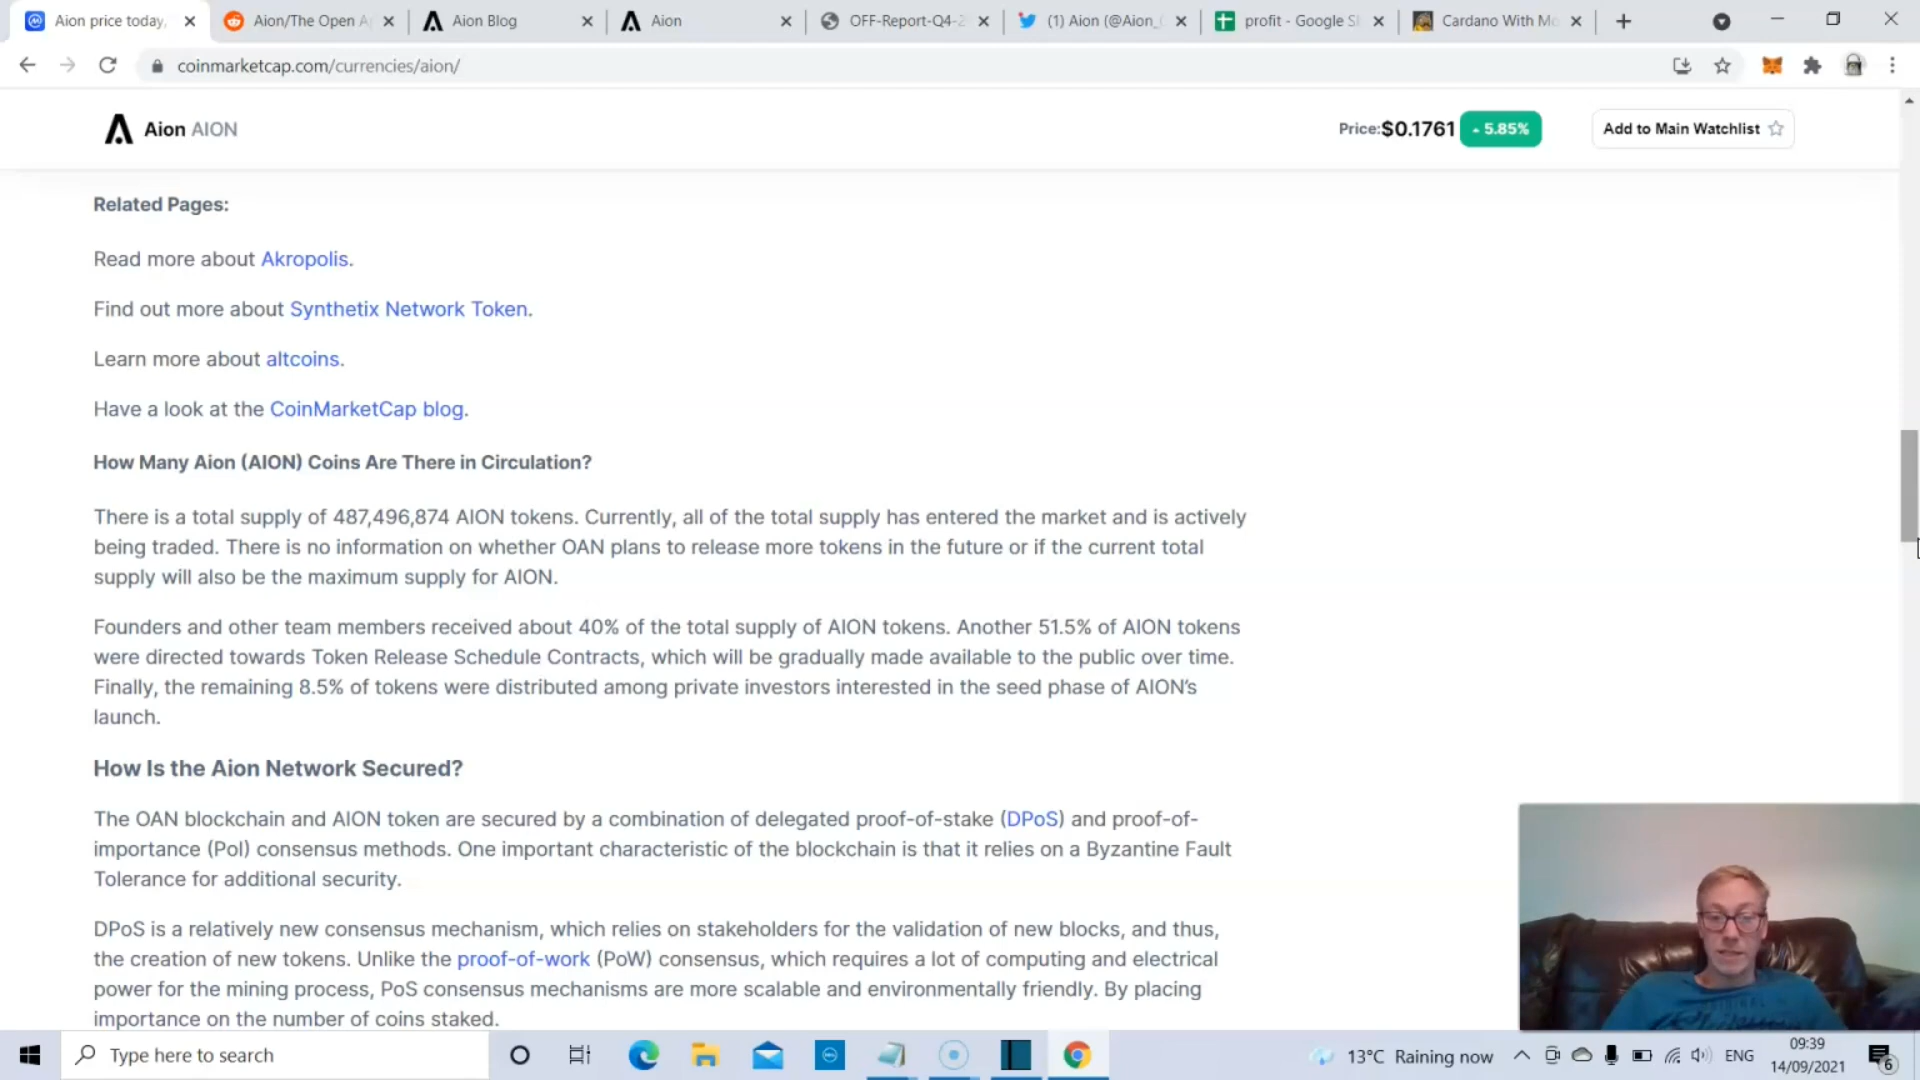 Aion price today,
Aion/The Open A
Aion Blog
Aion
OFF-Report-Q4-2
(1) Aion (@Aion_
profit - Google S
Cardano With Mo
coinmarketcap.com/currencies/aion/
Aion AION
Price:$0.1761
5.85%
Add to Main Watchlist
Related Pages:
Read more about Akropolis.
Find out more about Synthetix Network Token.
Learn more about altcoins.
Have a look at the CoinMarketCap blog.
How Many Aion (AION) Coins Are There in Circulation?
There is a total supply of 487,496,874 AION tokens. Currently, all of the total supply has entered the market and is actively
being traded. There is no information on whether OAN plans to release more tokens in the future or if the current total
supply will also be the maximum supply for AION.
Founders and other team members received about 40% of the total supply of AION tokens. Another 51.5% of AION tokens
were directed towards Token Release Schedule Contracts, which will be gradually made available to the public over time.
Finally, the remaining 8.5% of tokens were distributed among private investors interested in the seed phase of AION's
launch.
How Is the Aion Network Secured?
The OAN blockchain and AION token are secured by a combination of delegated proof-of-stake (DPoS) and proof-of-
importance (PoI) consensus methods. One important characteristic of the blockchain is that it relies on a Byzantine Fault
Tolerance for additional security.
DPoS is a relatively new consensus mechanism, which relies on stakeholders for the validation of new blocks, and thus,
the creation of new tokens. Unlike the proof-of-work (PoW) consensus, which requires a lot of computing and electrical
power for the mining process, PoS consensus mechanisms are more scalable and environmentally friendly. By placing
importance on the number of coins staked.
Type here to search
13°C Raining now
ENG
09:39
14/09/2021
6